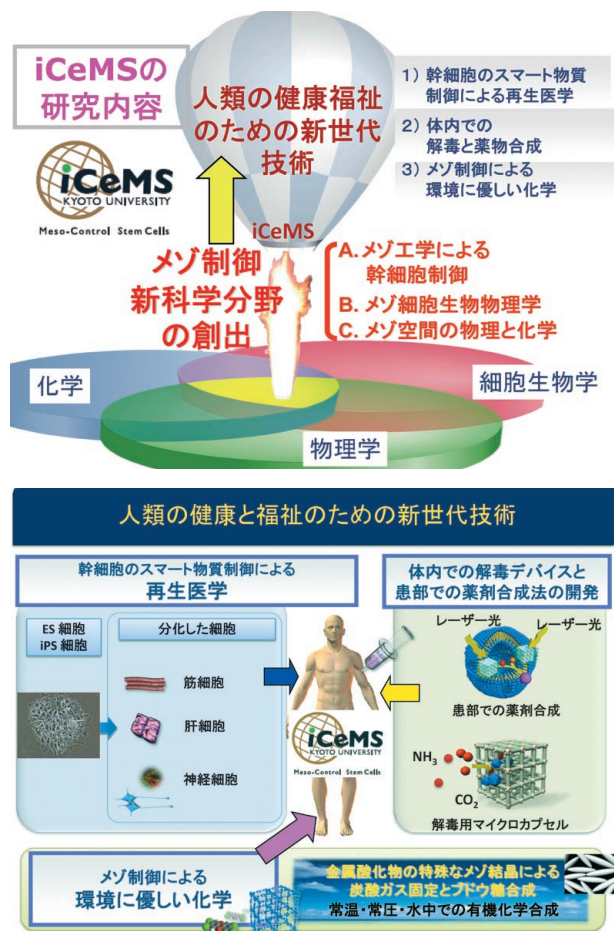 iCeMSの
研究内容
人類の健康福祉
のための新世代
技術
1) 幹細胞のスマート物質
制御による再生医学
2) 体内での
解毒と薬物合成
3) メゾ制御による
環境に優しい化学
iCeMS
KYOTO UNIVERSITY
Meso-Control Stem Cells
iCeMS
メゾ制御
新科学分野
の創出
A. メゾ工学による
幹細胞制御
B. メゾ細胞生物物理学
C. メゾ空間の物理と化学
化学
細胞生物学
物理学
人類の健康と福祉のための新世代技術
幹細胞のスマート物質制御による
再生医学
体内での解毒デバイスと
患部での薬剤合成法の開発
ES 細胞
iPS 細胞
分化した細胞
筋細胞
肝細胞
神経細胞
iCeMS
KYOTO UNIVERSITY
Meso-Control Stem Cells
レーザー光
レーザー光
患部での薬剤合成
NH3
CO2
解毒用マイクロカプセル
メゾ制御による
環境に優しい化学
金属酸化物の特殊なメゾ結晶による
炭酸ガス固定とブドウ糖合成
常温・常圧・水中での有機化学合成